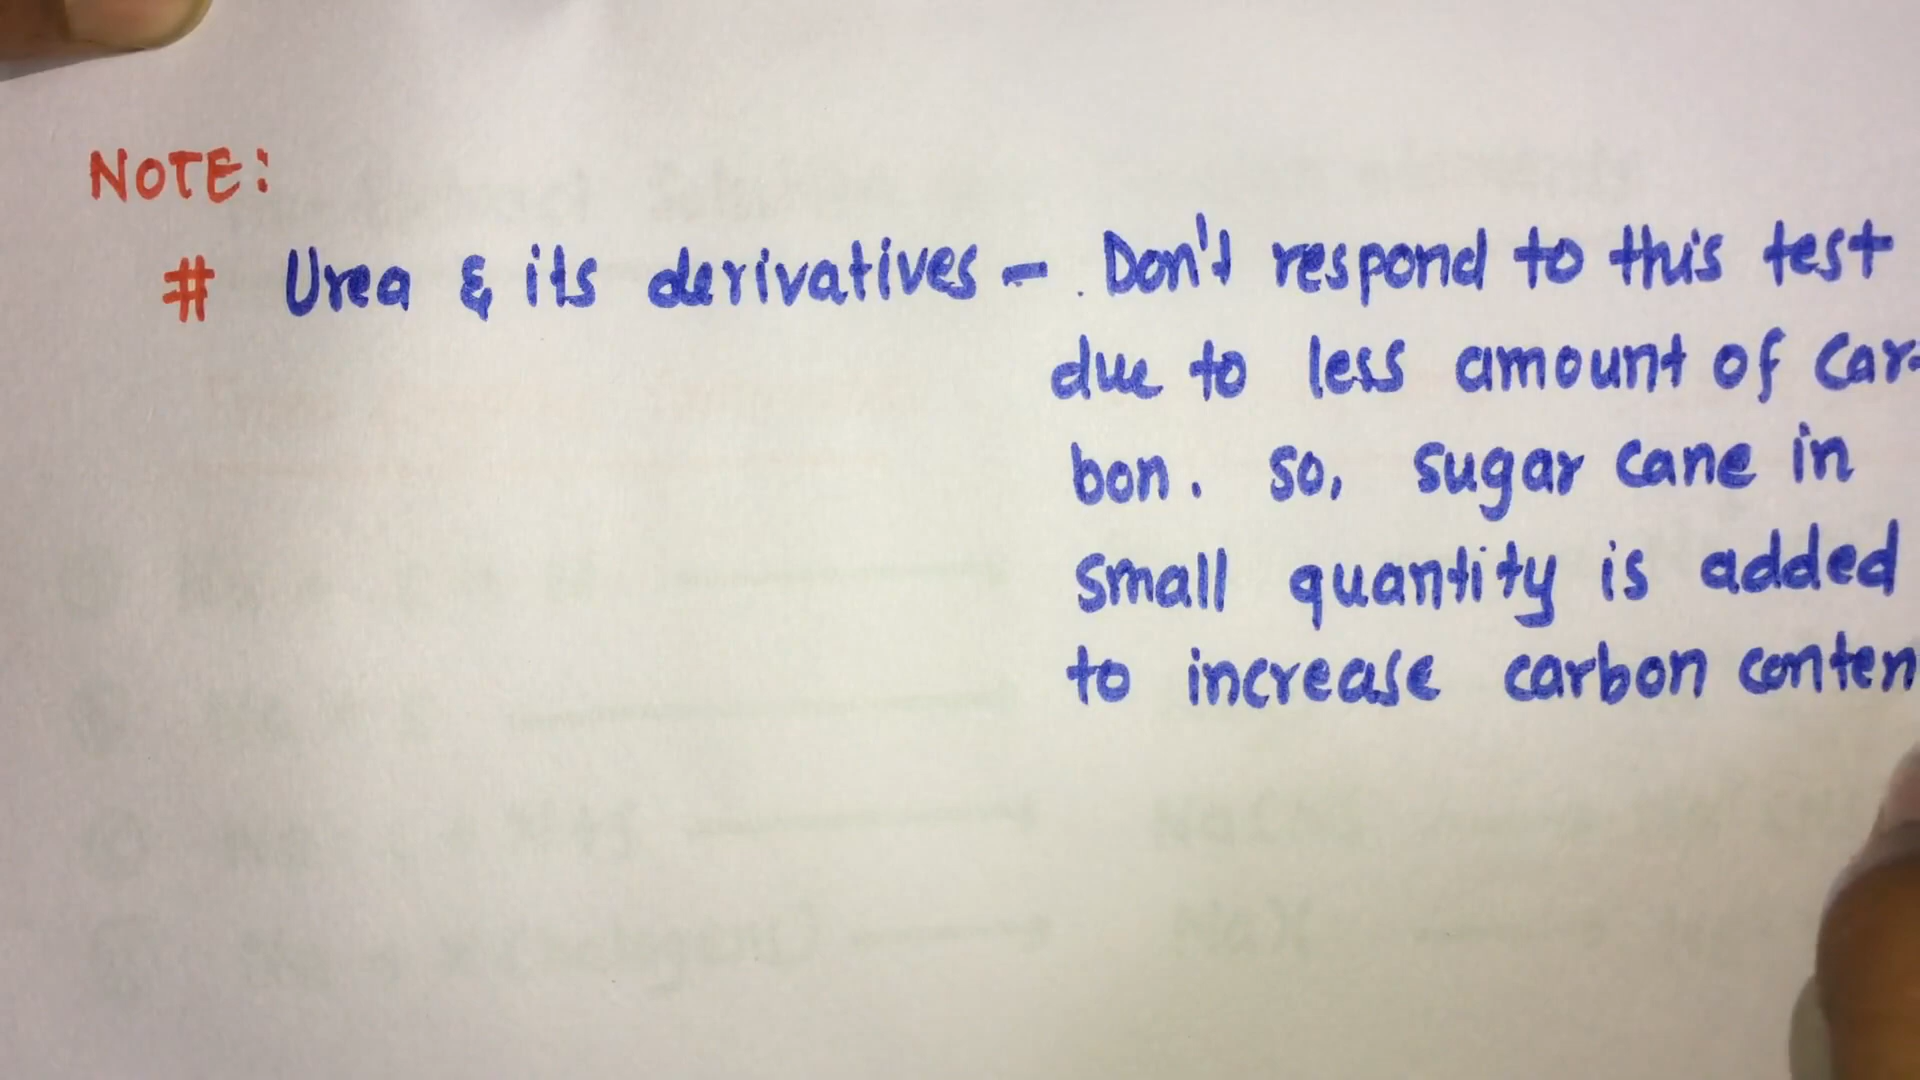 NOTE:
# Urea & its derivatives - Don't respond to this test
due to less amount of car-
bon. so, sugar cane in
small quantity is added
to increase carbon conten